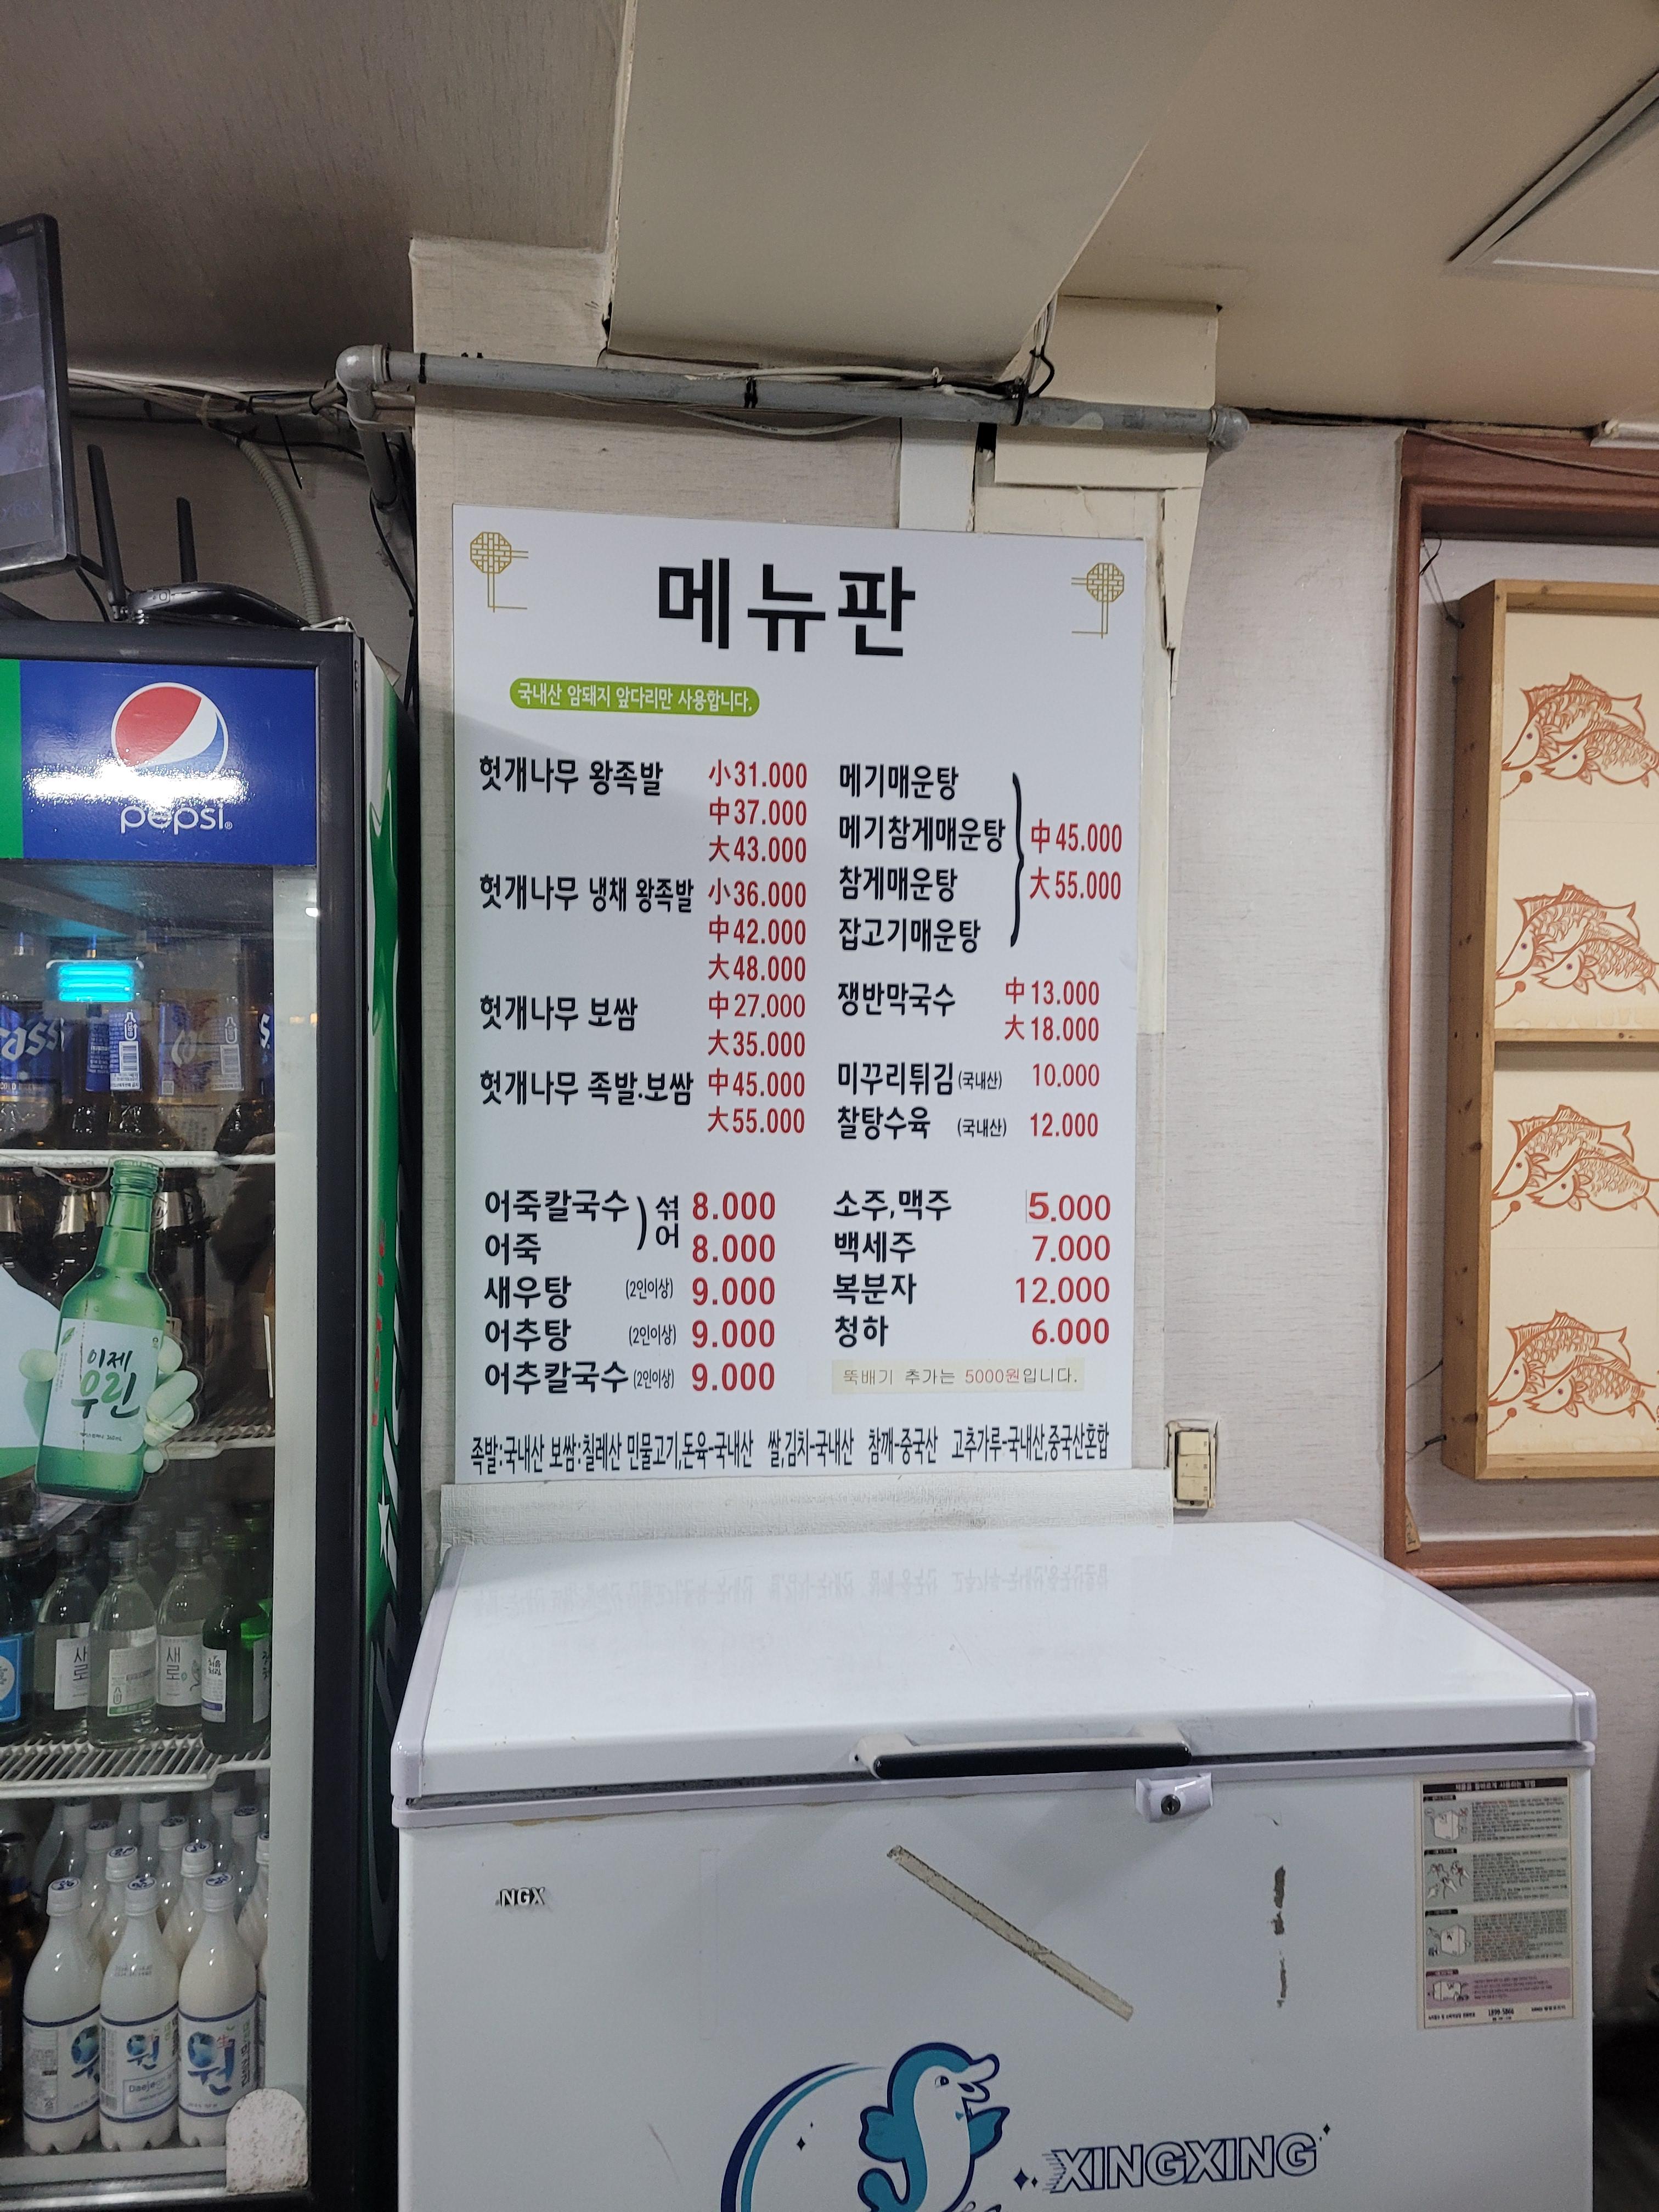 메뉴판
국내산 암돼지 앞다리만 사용합니다.
헛개나무 왕족발 小31.000
中37.000
大43.000
헛개나무 냉채 왕족발 小36.000
中42.000
大48.000
헛개나무 보쌈 中27.000
大35.000
헛개나무 족발.보쌈 中45.000
大55.000
메기매운탕
메기참게매운탕 中45.000
참게매운탕 大55.000
잡고기매운탕
쟁반막국수 中13.000
大18.000
미꾸리튀김(국내산) 10.000
찰탕수육 (국내산) 12.000
어죽칼국수 섞 8.000
어죽 어 8.000
새우탕 (2인이상) 9.000
어추탕 (2인이상) 9.000
어추칼국수(2인이상) 9.000
소주,맥주 5.000
백세주 7.000
복분자 12.000
청하 6.000
뚝배기 추가는 5000원입니다.
족발:국내산 보쌈:칠레산 민물고기,돈육-국내산 쌀,김치-국내산 참깨-중국산 고추가루-국내산,중국산혼합
pepsi
이제
우린
새로
새로
원
원
NGX
XINGXING